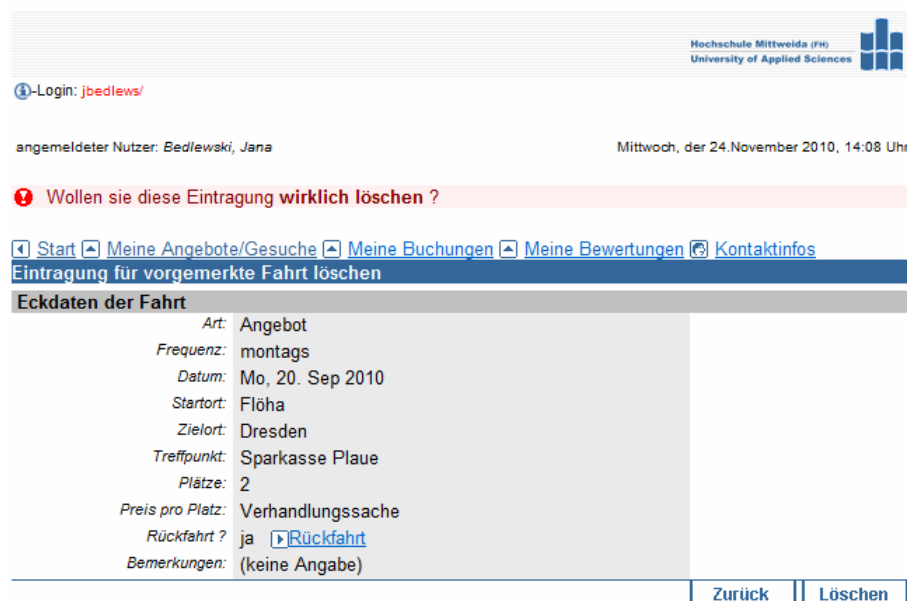 Hochschule Mittweida (FH)
University of Applied Sciences
-Login: jbedlews/
angemeldeter Nutzer: Bedlewski, Jana Mittwoch, der 24.November 2010, 14:08 Uhr
Wollen sie diese Eintragung wirklich löschen ?
Start Meine Angebote/Gesuche Meine Buchungen Meine Bewertungen Kontaktinfos
Eintragung für vorgemerkte Fahrt löschen
Eckdaten der Fahrt
Art: Angebot
Frequenz: montags
Datum: Mo, 20. Sep 2010
Startort: Flöha
Zielort: Dresden
Treffpunkt: Sparkasse Plaue
Plätze: 2
Preis pro Platz: Verhandlungssache
Rückfahrt ? ja Rückfahrt
Bemerkungen: (keine Angabe)
Zurück Löschen